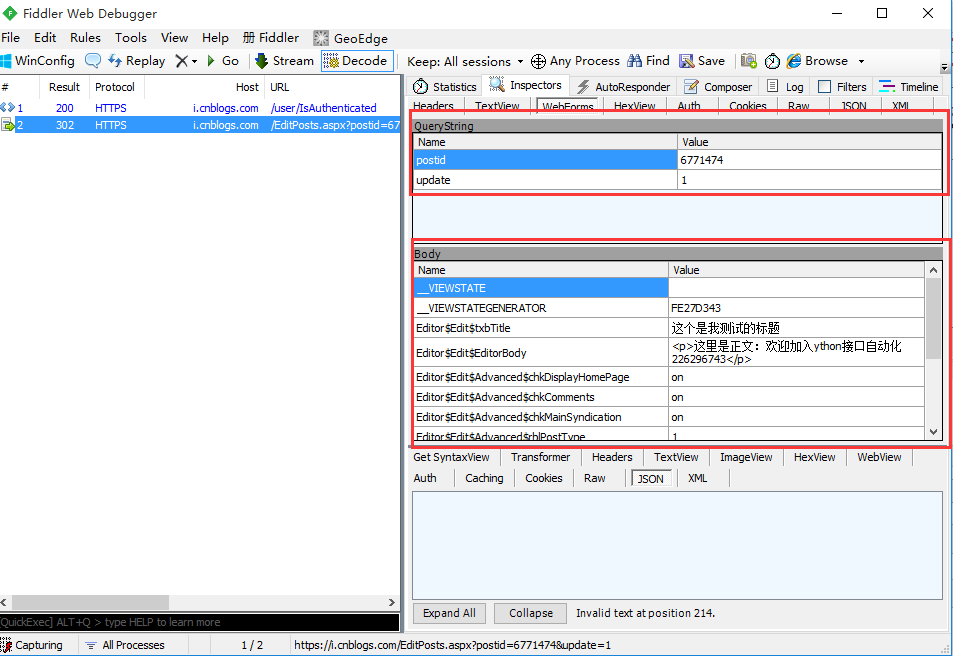 Fiddler Web Debugger
File Edit Rules Tools View Help 册 Fiddler GeoEdge
WinConfig Replay X Go Stream Decode Keep: All sessions Any Process Find Save Browse
# Result Protocol Host URL
1 200 HTTPS i.cnblogs.com /user/IsAuthenticated
2 302 HTTPS i.cnblogs.com /EditPosts.aspx?postid=67
Statistics Inspectors AutoResponder Composer Log Filters Timeline
Headers TextView WebForms HexView Auth Cookies Raw JSON XML
QueryString
Name Value
postid 6771474
update 1
Body
Name Value
__VIEWSTATE
__VIEWSTATEGENERATOR FE27D343
Editor$Edit$txbTitle 这个是我测试的标题
Editor$Edit$EditorBody <p>这里是正文：欢迎加入ython接口自动化
226296743</p>
Editor$Edit$Advanced$chkDisplayHomePage on
Editor$Edit$Advanced$chkComments on
Editor$Edit$Advanced$chkMainSyndication on
Editor$Edit$Advanced$rblPostType 1
Get SyntaxView Transformer Headers TextView ImageView HexView WebView
Auth Caching Cookies Raw JSON XML
Expand All Collapse Invalid text at position 214.
[QuickExec] ALT+Q > type HELP to learn more
Capturing All Processes 1 / 2 https://i.cnblogs.com/EditPosts.aspx?postid=6771474&update=1